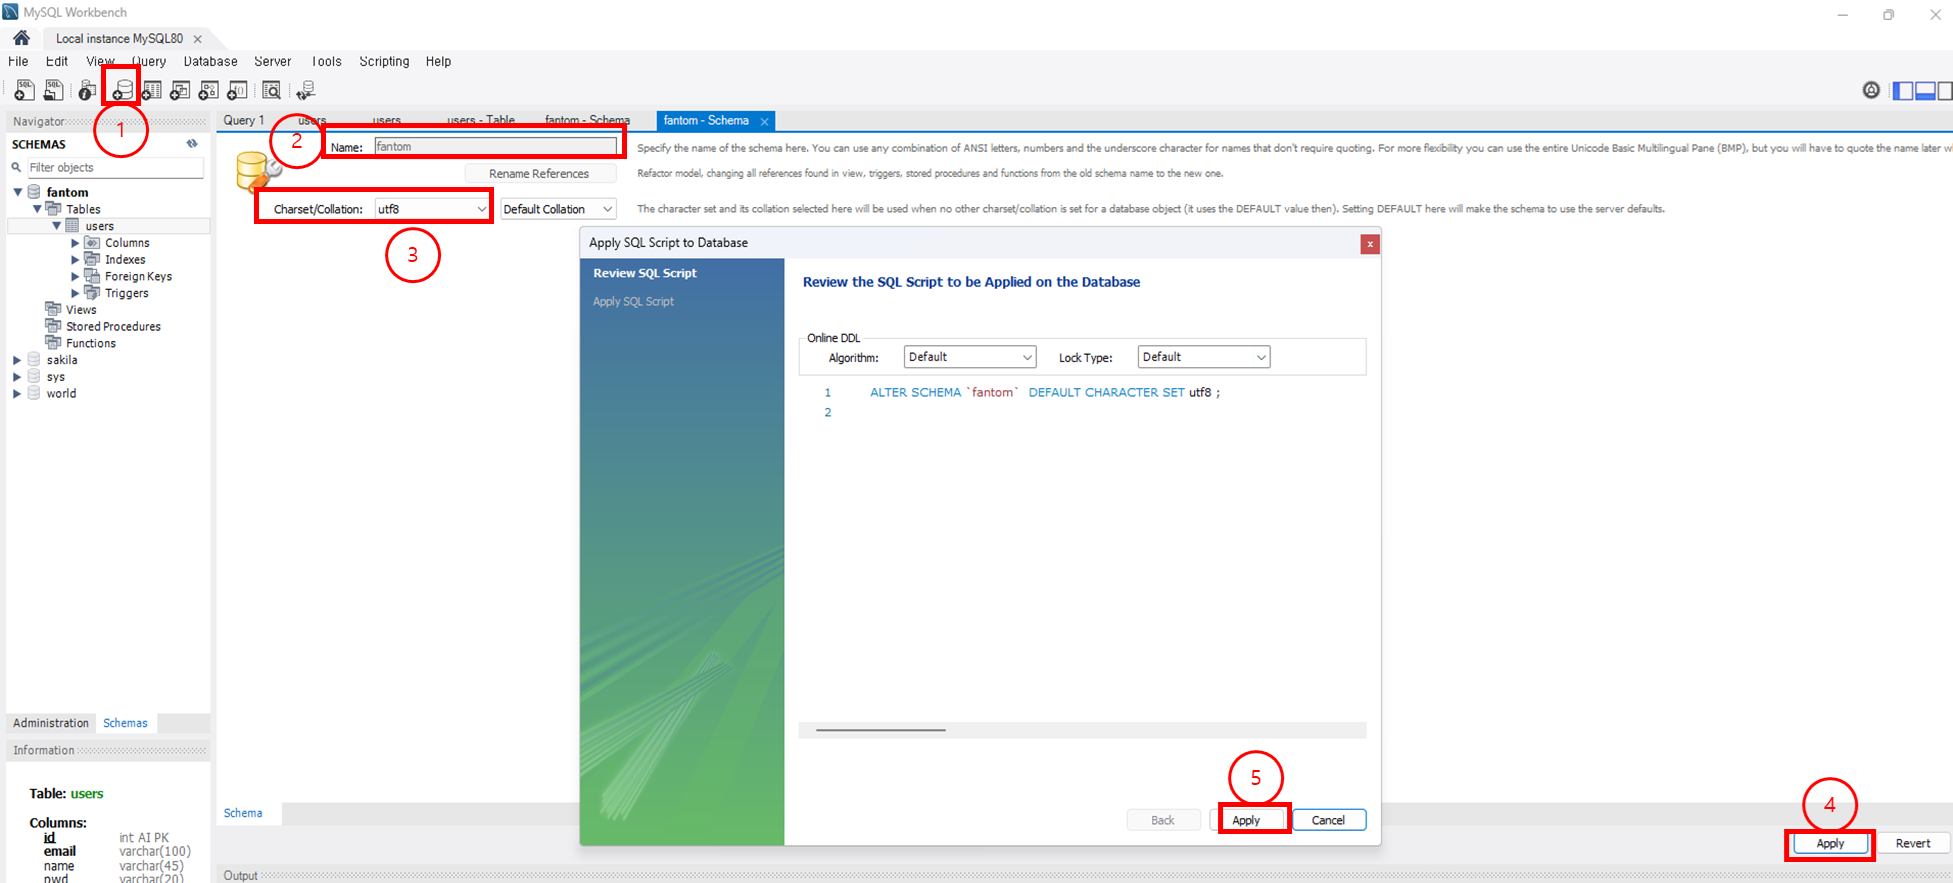 MySQL Workbench
Local instance MySQL80
File Edit View Query Database Server Tools Scripting Help
1
Navigator
SCHEMAS
Filter objects
fantom
Tables
users
Columns
Indexes
Foreign Keys
Triggers
Views
Stored Procedures
Functions
sakila
sys
world
Administration Schemas
Information
Table: users
Columns:
id int AI PK
email varchar(100)
name varchar(45)
pwd varchar(20)
Query 1 users users users - Table fantom - Schema fantom - Schema
2
Name: fantom
Specify the name of the schema here. You can use any combination of ANSI letters, numbers and the underscore character for names that don't require quoting. For more flexibility you can use the entire Unicode Basic Multilingual Pane (BMP), but you will have to quote the name later
Rename References
Refactor model, changing all references found in view, triggers, stored procedures and functions from the old schema name to the new one.
Charset/Collation: utf8 Default Collation
The character set and its collation selected here will be used when no other charset/collation is set for a database object (it uses the DEFAULT value then). Setting DEFAULT here will make the schema to use the server defaults.
3
Apply SQL Script to Database
x
Review SQL Script
Apply SQL Script
Review the SQL Script to be Applied on the Database
Online DDL
Algorithm: Default Lock Type: Default
1 ALTER SCHEMA `fantom` DEFAULT CHARACTER SET utf8 ;
2
5
Back Apply Cancel
Schema
4
Apply Revert
Output